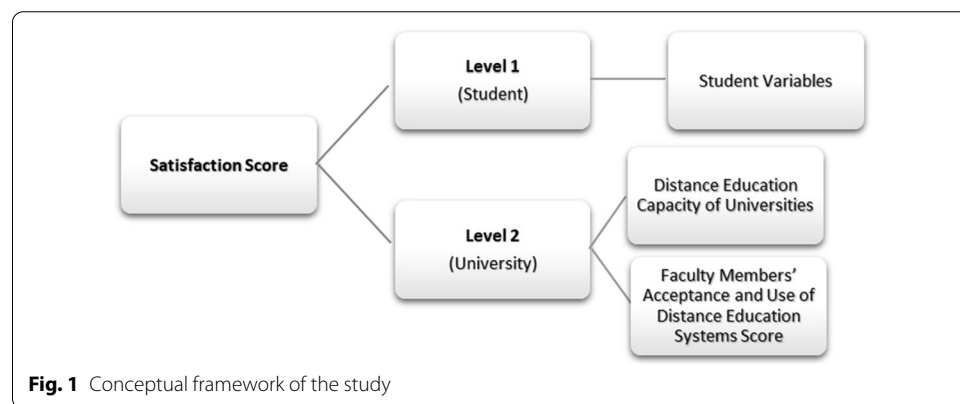 Satisfaction Score
Level 1
(Student)
Student Variables
Level 2
(University)
Distance Education
Capacity of Universities
Faculty Members'
Acceptance and Use of
Distance Education
Systems Score
Fig. 1 Conceptual framework of the study